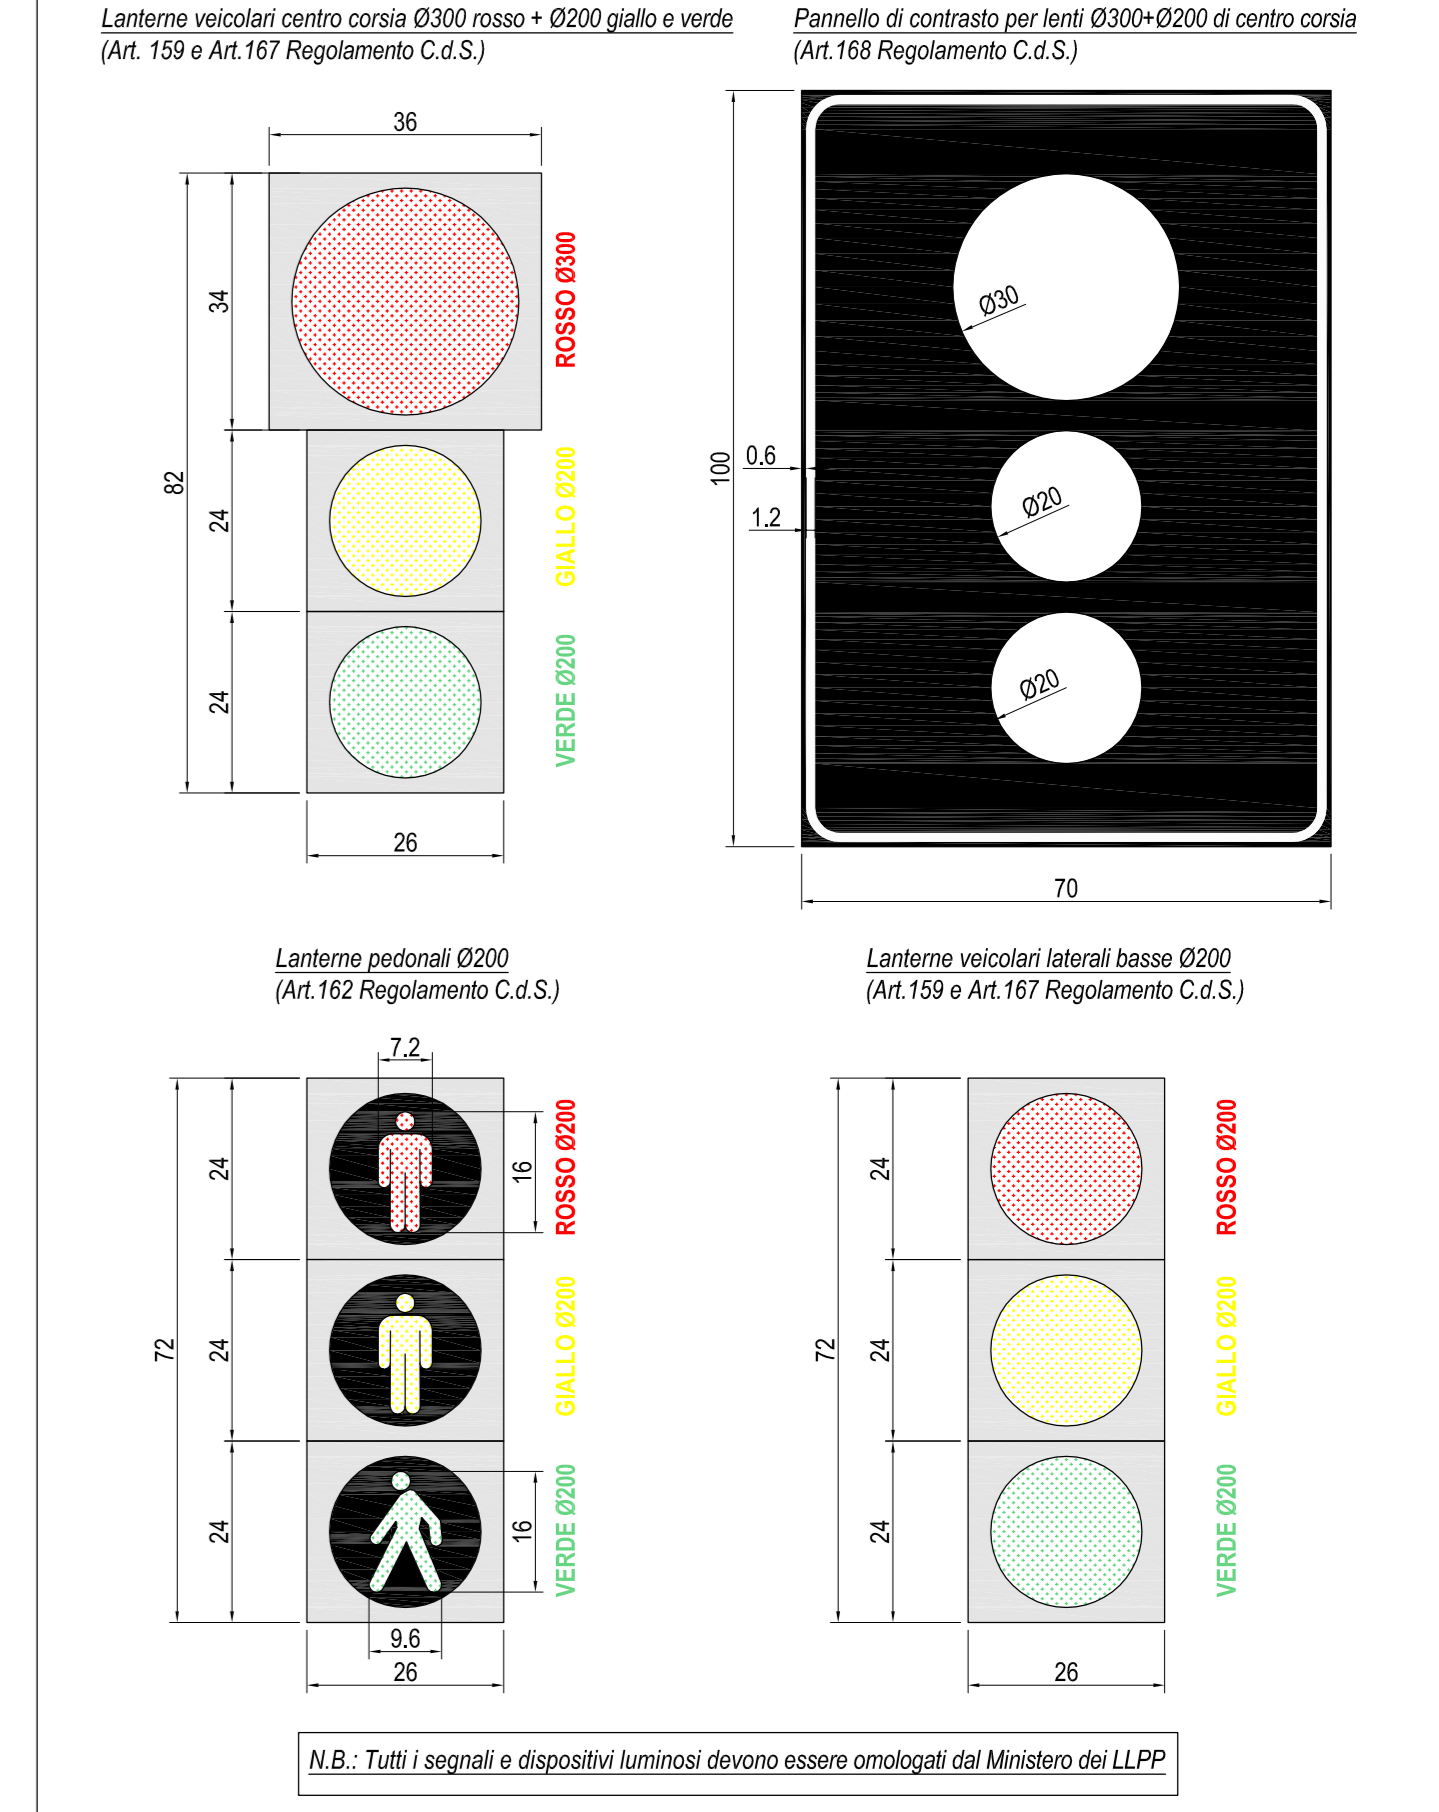 Lanterne veicolari centro corsia Ø300 rosso + Ø200 giallo e verde
(Art. 159 e Art.167 Regolamento C.d.S.)
36
82
34
24
24
26
ROSSO Ø300
GIALLO Ø200
VERDE Ø200
Pannello di contrasto per lenti Ø300+Ø200 di centro corsia
(Art.168 Regolamento C.d.S.)
100
0.6
1.2
Ø30
Ø20
Ø20
70
Lanterne pedonali Ø200
(Art.162 Regolamento C.d.S.)
7.2
72
24
24
24
16
16
9.6
26
ROSSO Ø200
GIALLO Ø200
VERDE Ø200
Lanterne veicolari laterali basse Ø200
(Art.159 e Art.167 Regolamento C.d.S.)
72
24
24
24
26
ROSSO Ø200
GIALLO Ø200
VERDE Ø200
N.B.: Tutti i segnali e dispositivi luminosi devono essere omologati dal Ministero dei LLPP